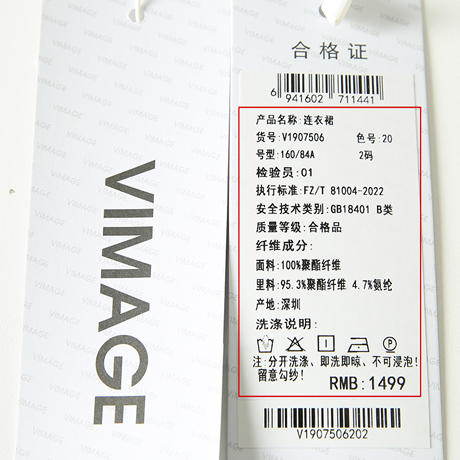 VIMAGE
合格证
6 941602 711441
产品名称:连衣裙
货号:V1907506 色号:20
号型:160/84A 2码
检验员:01
执行标准:FZ/T 81004-2022
安全技术类别:GB18401 B类
质量等级:合格品
纤维成分:
面料:100%聚酯纤维
里料:95.3%聚酯纤维 4.7%氨纶
产地:深圳
洗涤说明:
注:分开洗涤、即洗即晾、不可浸泡!
留意勾纱!
RMB:1499
V1907506202